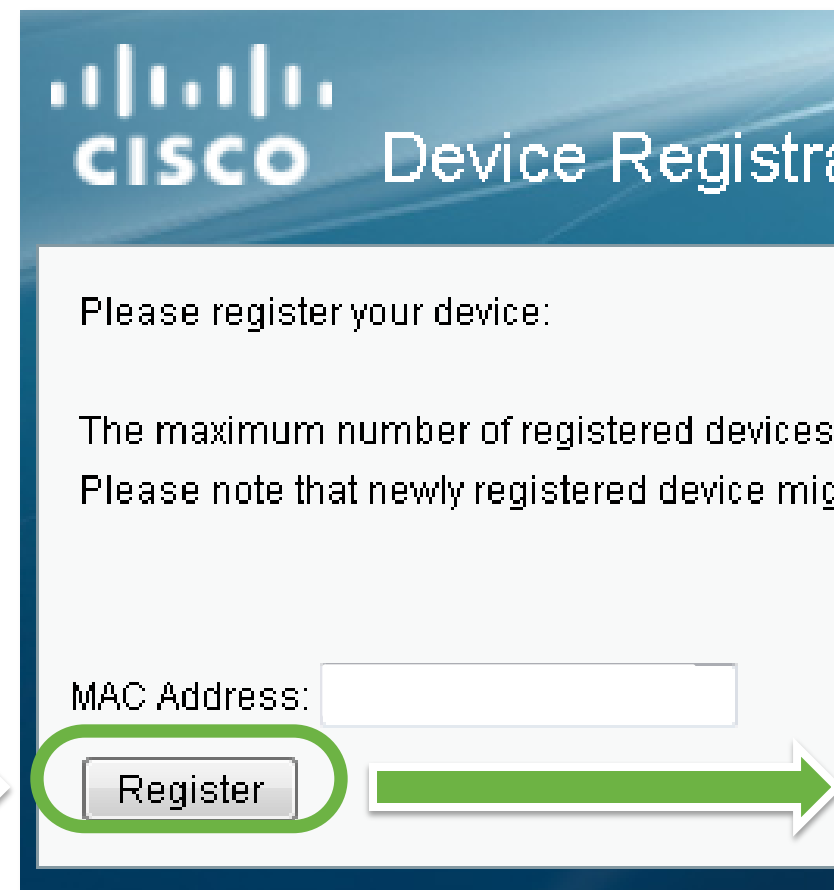 CISCO
Device Registra
Please register your device:
The maximum number of registered devices
Please note that newly registered device mig
MAC Address:
Register